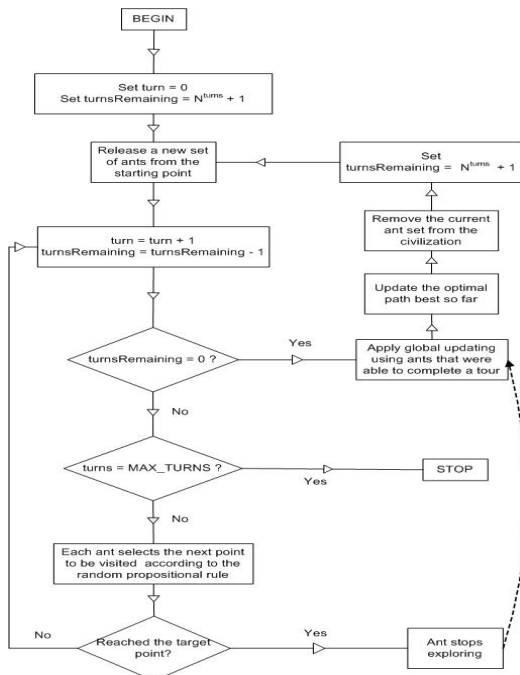 BEGIN
Set turn = 0
Set turnsRemaining = N^turns + 1
Release a new set
of ants from the
starting point
Set
turnsRemaining = N^turns + 1
Remove the current
ant set from the
civilization
turn = turn + 1
turnsRemaining = turnsRemaining - 1
Update the optimal
path best so far
turnsRemaining = 0 ?
Yes
Apply global updating
using ants that were
able to complete a tour
No
turns = MAX_TURNS ?
Yes
STOP
No
Each ant selects the next point
to be visited according to the
random propositional rule
No
Reached the target
point?
Yes
Ant stops
exploring